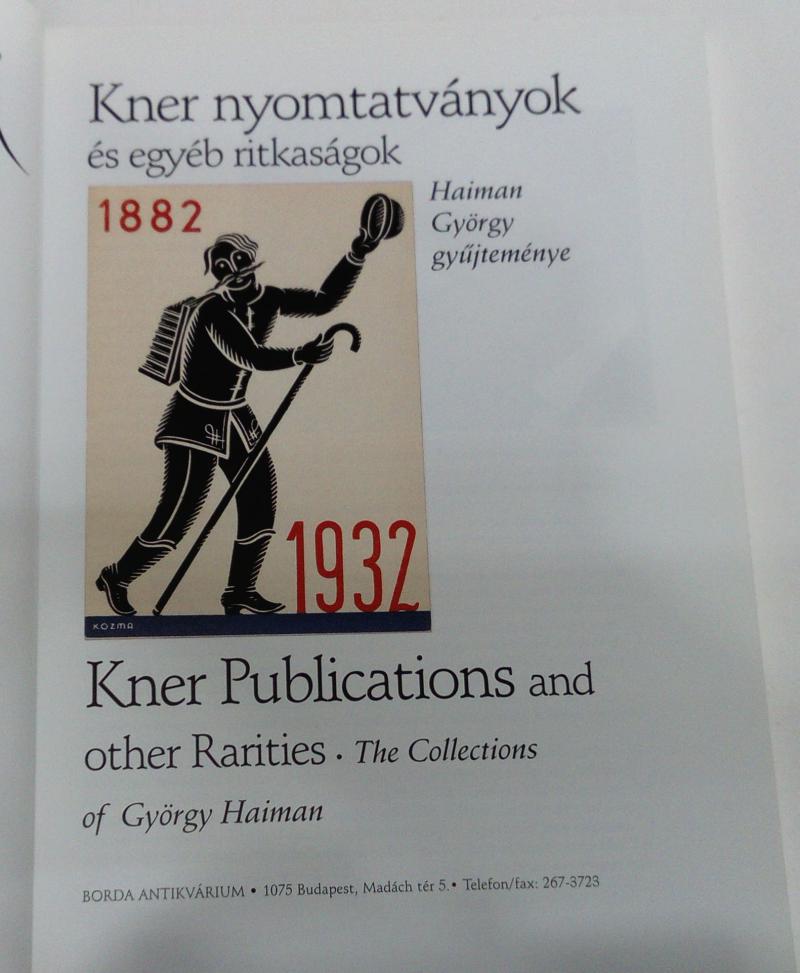 Kner nyomtatványok
és egyéb ritkaságok
Haiman
György
gyűjteménye
1882
1932
KOZMA
Kner Publications and
other Rarities · The Collections
of György Haiman
BORDA ANTIKVÁRIUM • 1075 Budapest, Madách tér 5. • Telefon/fax: 267-3723